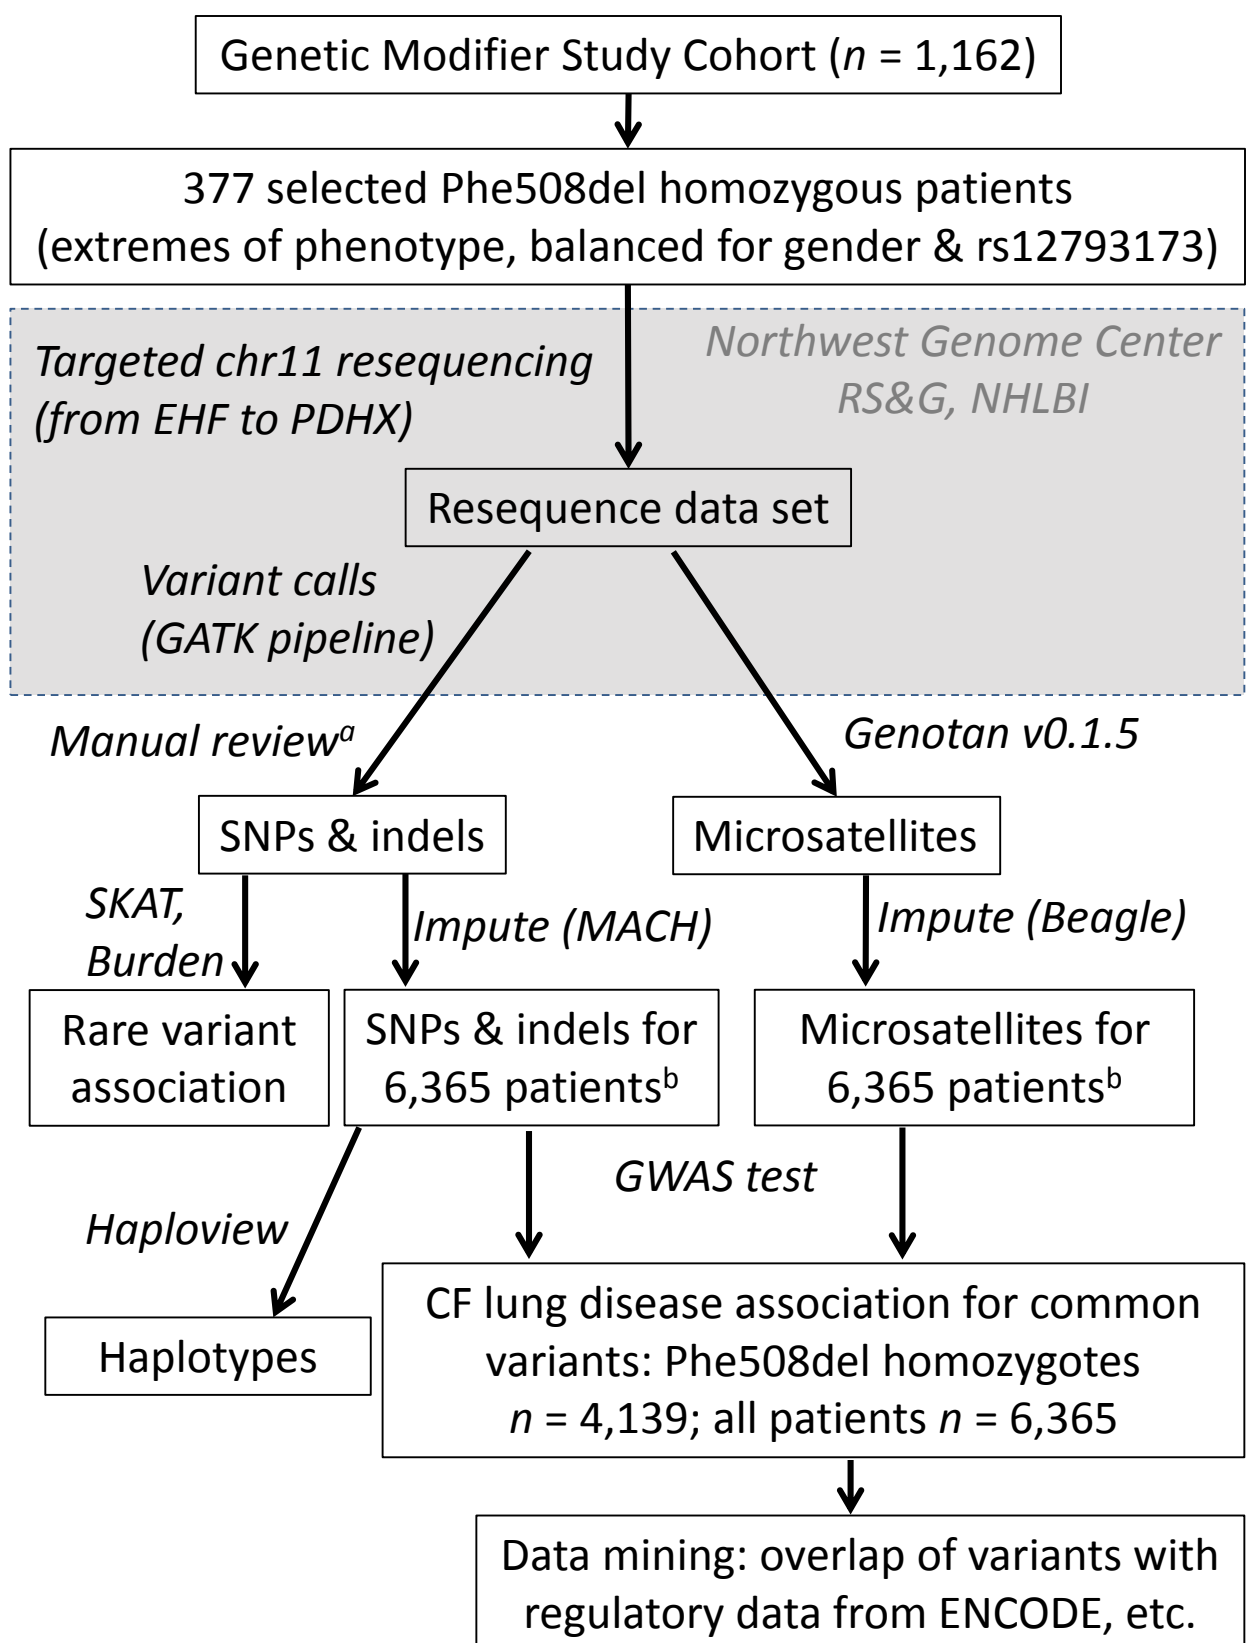 Genetic Modifier Study Cohort (n = 1,162)
377 selected Phe508del homozygous patients
(extremes of phenotype, balanced for gender & rs12793173)
Targeted chr11 resequencing
(from EHF to PDHX)
Northwest Genome Center
RS&G, NHLBI
Resequence data set
Variant calls
(GATK pipeline)
Manual reviewᵃ
Genotan v0.1.5
SNPs & indels
Microsatellites
SKAT,
Burden
Impute (MACH)
Impute (Beagle)
Rare variant
association
SNPs & indels for
6,365 patientsᵇ
Microsatellites for
6,365 patientsᵇ
GWAS test
Haploview
Haplotypes
CF lung disease association for common
variants: Phe508del homozygotes
n = 4,139; all patients n = 6,365
Data mining: overlap of variants with
regulatory data from ENCODE, etc.